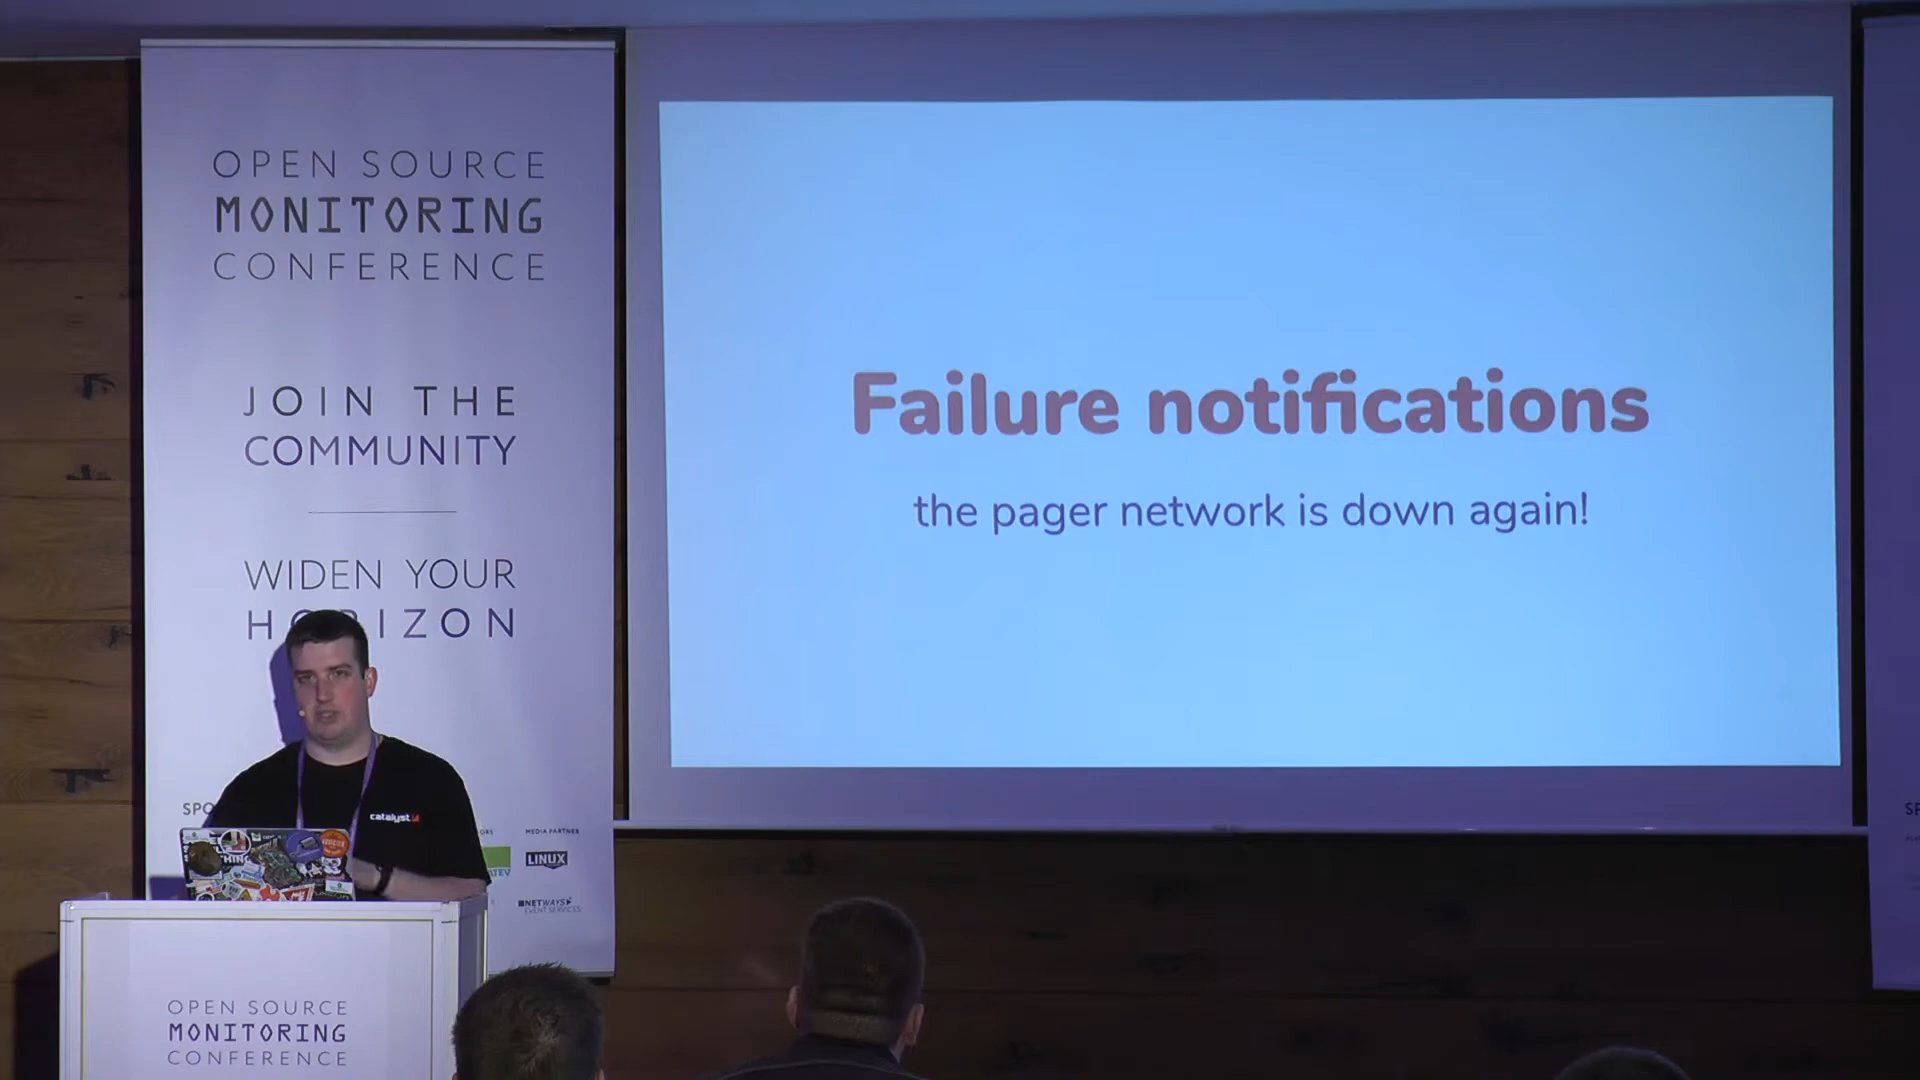 OPEN SOURCE
MONITORING
CONFERENCE
JOIN THE
COMMUNITY
WIDEN YOUR
HORIZON
Failure notifications
the pager network is down again!
catalyst
MEDIA PARTNER
LINUX
NETWAYS
EVENT SERVICES
OPEN SOURCE
MONITORING
CONFERENCE